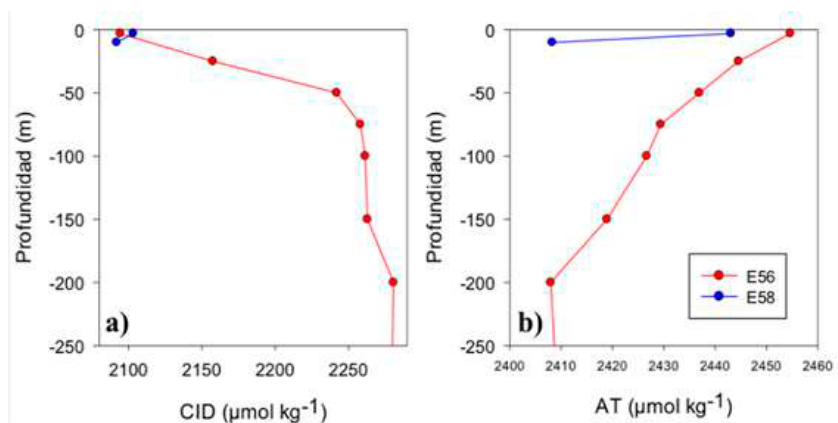 0
-50
-100
-150
-200
-250
Profundidad (m)
a)
2100
2150
2200
2250
CID (µmol kg-1)
0
-50
-100
-150
-200
-250
Profundidad (m)
E56
E58
b)
2400
2410
2420
2430
2440
2450
2460
AT (µmol kg-1)